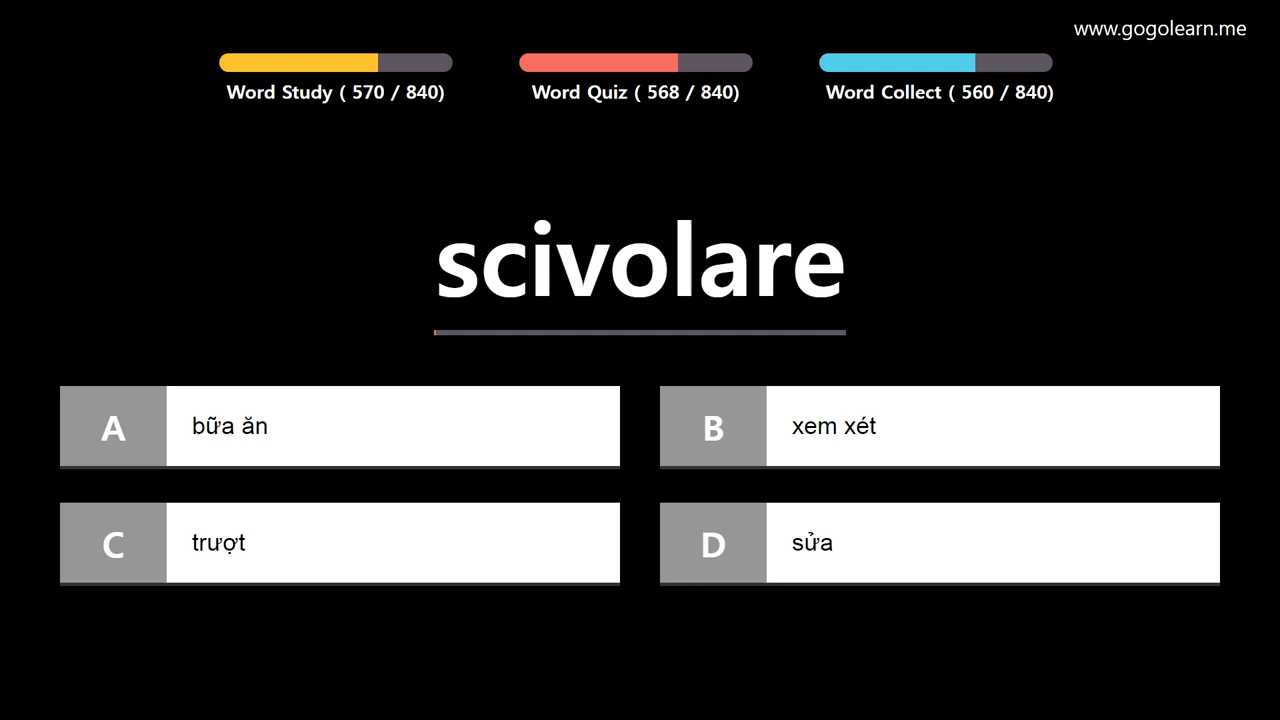 www.gogolearn.me
Word Study ( 570 / 840)
Word Quiz ( 568 / 840)
Word Collect ( 560 / 840)
scivolare
A bữa ăn
B xem xét
C trượt
D sửa